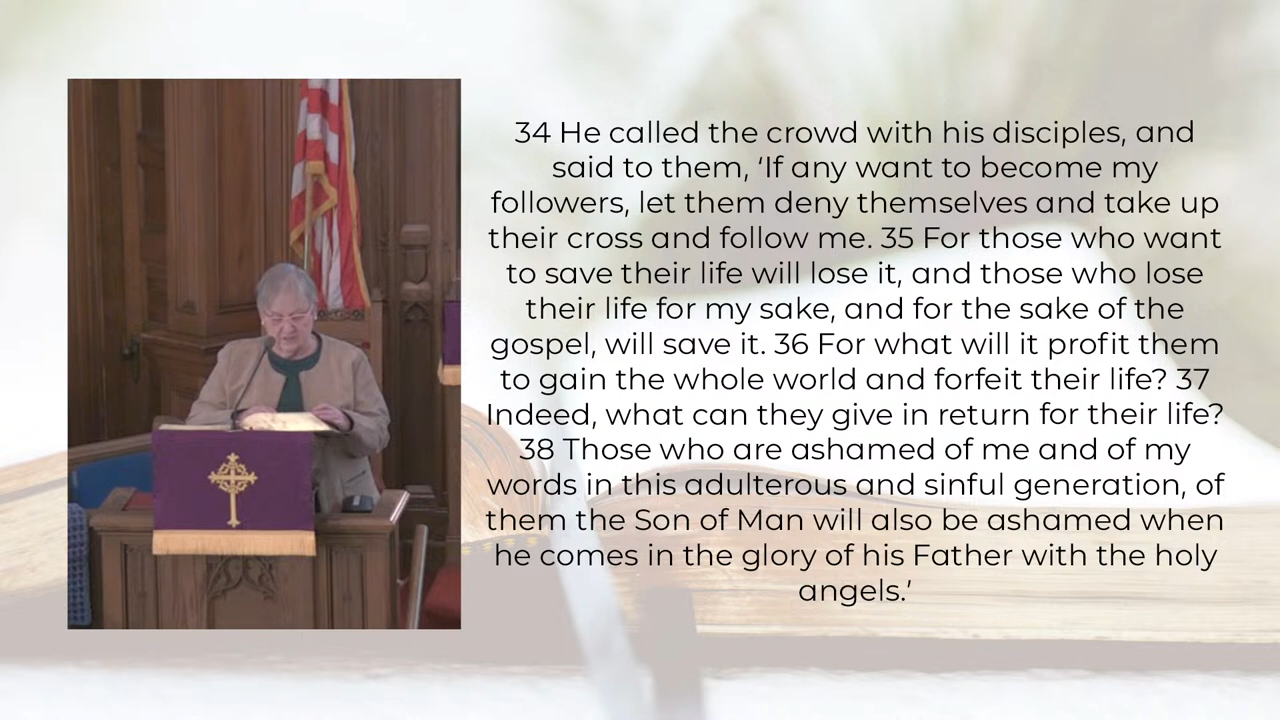 34 He called the crowd with his disciples, and
said to them, ‘If any want to become my
followers, let them deny themselves and take up
their cross and follow me. 35 For those who want
to save their life will lose it, and those who lose
their life for my sake, and for the sake of the
gospel, will save it. 36 For what will it profit them
to gain the whole world and forfeit their life? 37
Indeed, what can they give in return for their life?
38 Those who are ashamed of me and of my
words in this adulterous and sinful generation, of
them the Son of Man will also be ashamed when
he comes in the glory of his Father with the holy
angels.’